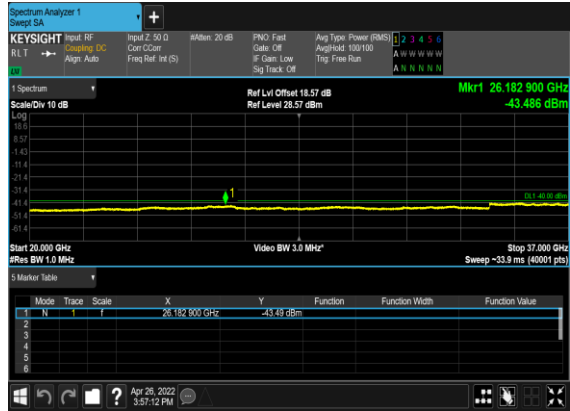 Spectrum Analyzer 1
Swept SA
+
KEYSIGHT Input: RF Input Z: 50 Ω #Atten: 20 dB PNO: Fast Avg Type: Power (RMS) 1 2 3 4 5 6
RLT Coupling: DC Corr CCorr Gate: Off Avg|Hold: 100/100 A W W W W W
Align: Auto Freq Ref: Int (S) IF Gain: Low Trig: Free Run
Sig Track: Off A N N N N N
1 Spectrum Ref Lvl Offset 18.57 dB Mkr1 26.182 900 GHz
Scale/Div 10 dB Ref Level 28.57 dBm -43.486 dBm
Log
18.6
8.57
-1.43
-11.4
-21.4
-31.4
1
DL1 -40.00 dBm
-41.4
-51.4
-61.4
Start 20.000 GHz Video BW 3.0 MHz* Stop 37.000 GHz
#Res BW 1.0 MHz Sweep ~33.9 ms (40001 pts)
5 Marker Table
Mode Trace Scale X Y Function Function Width Function Value
1 N 1 f 26.182 900 GHz -43.49 dBm
2
3
4
5
6
? Apr 26, 2022
3:57:12 PM